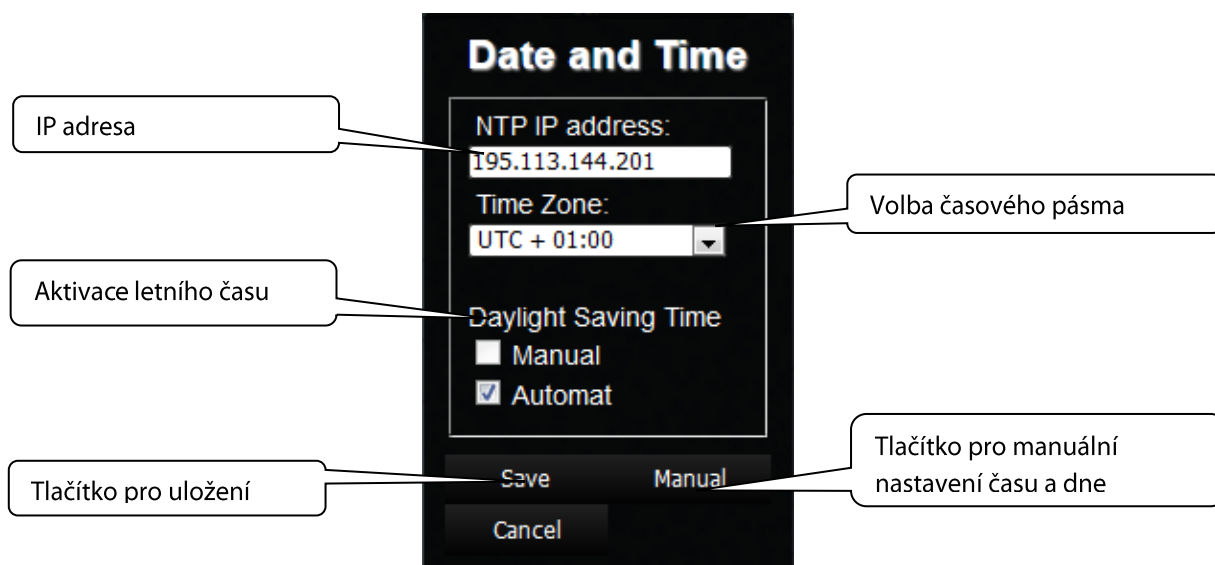 Date and Time
IP adresa
NTP IP address:
195.113.144.201
Time Zone:
Volba časového pásma
UTC + 01:00
Aktivace letního času
Daylight Saving Time
Manual
Automat
Tlačítko pro manuální
nastavení času a dne
Tlačítko pro uložení
Save
Manual
Cancel